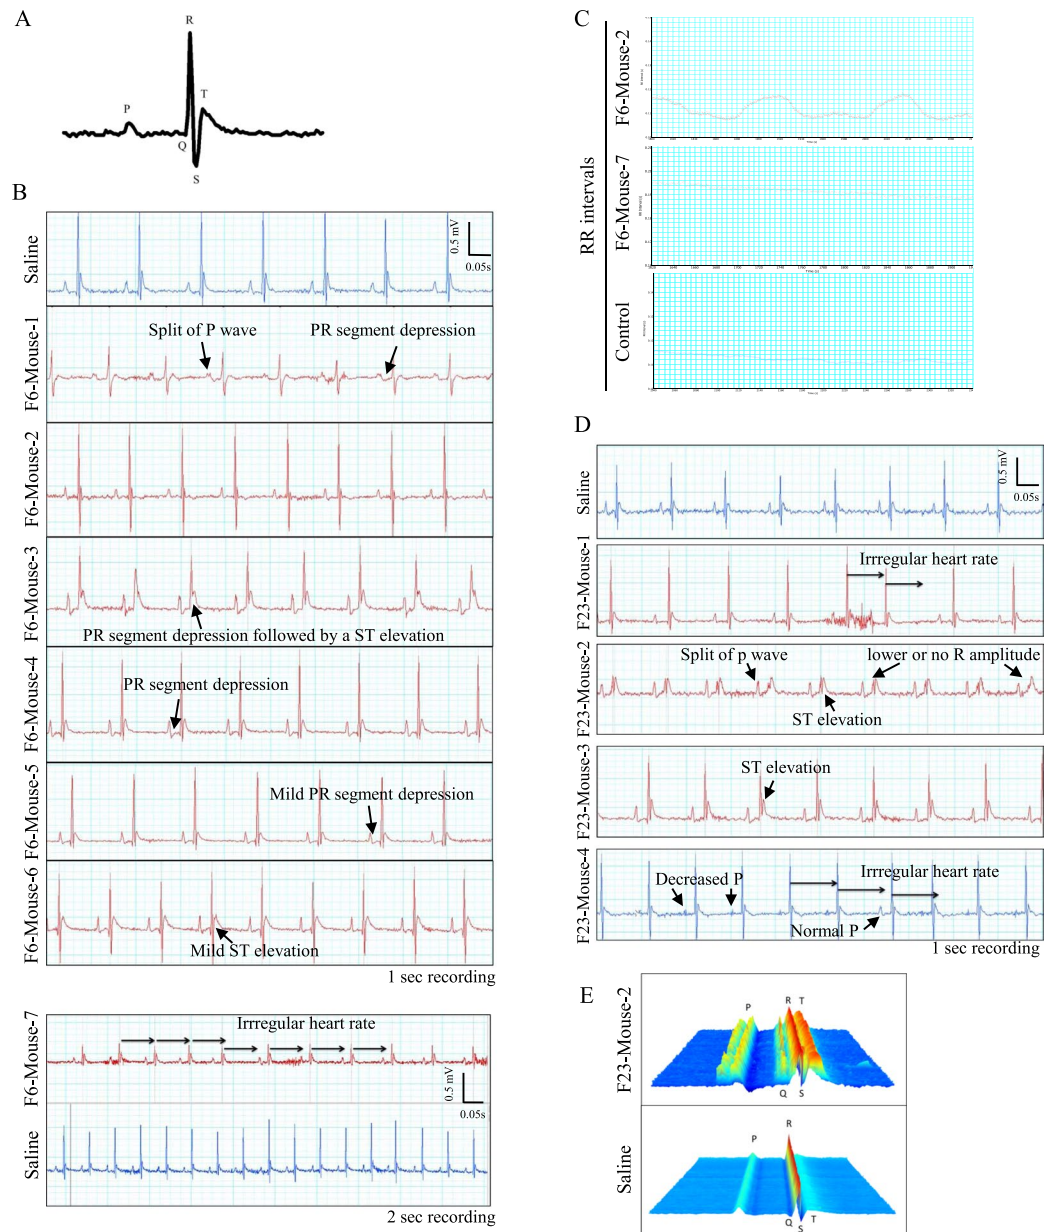 A
R
P
T
Q
S
B
Saline
0.5 mV
0.05s
F6-Mouse-1
Split of P wave
PR segment depression
F6-Mouse-2
F6-Mouse-3
PR segment depression followed by a ST elevation
F6-Mouse-4
PR segment depression
F6-Mouse-5
Mild PR segment depression
F6-Mouse-6
Mild ST elevation
1 sec recording
F6-Mouse-7
Irrregular heart rate
0.5 mV
0.05s
Saline
2 sec recording
C
RR intervals
F6-Mouse-2
F6-Mouse-7
Control
D
Saline
0.5 mV
0.05s
F23-Mouse-1
Irrregular heart rate
F23-Mouse-2
Split of p wave
lower or no R amplitude
ST elevation
F23-Mouse-3
ST elevation
F23-Mouse-4
Decreased P
Irrregular heart rate
Normal P
1 sec recording
E
F23-Mouse-2
P
R T
Q S
Saline
R
P
Q
S
T